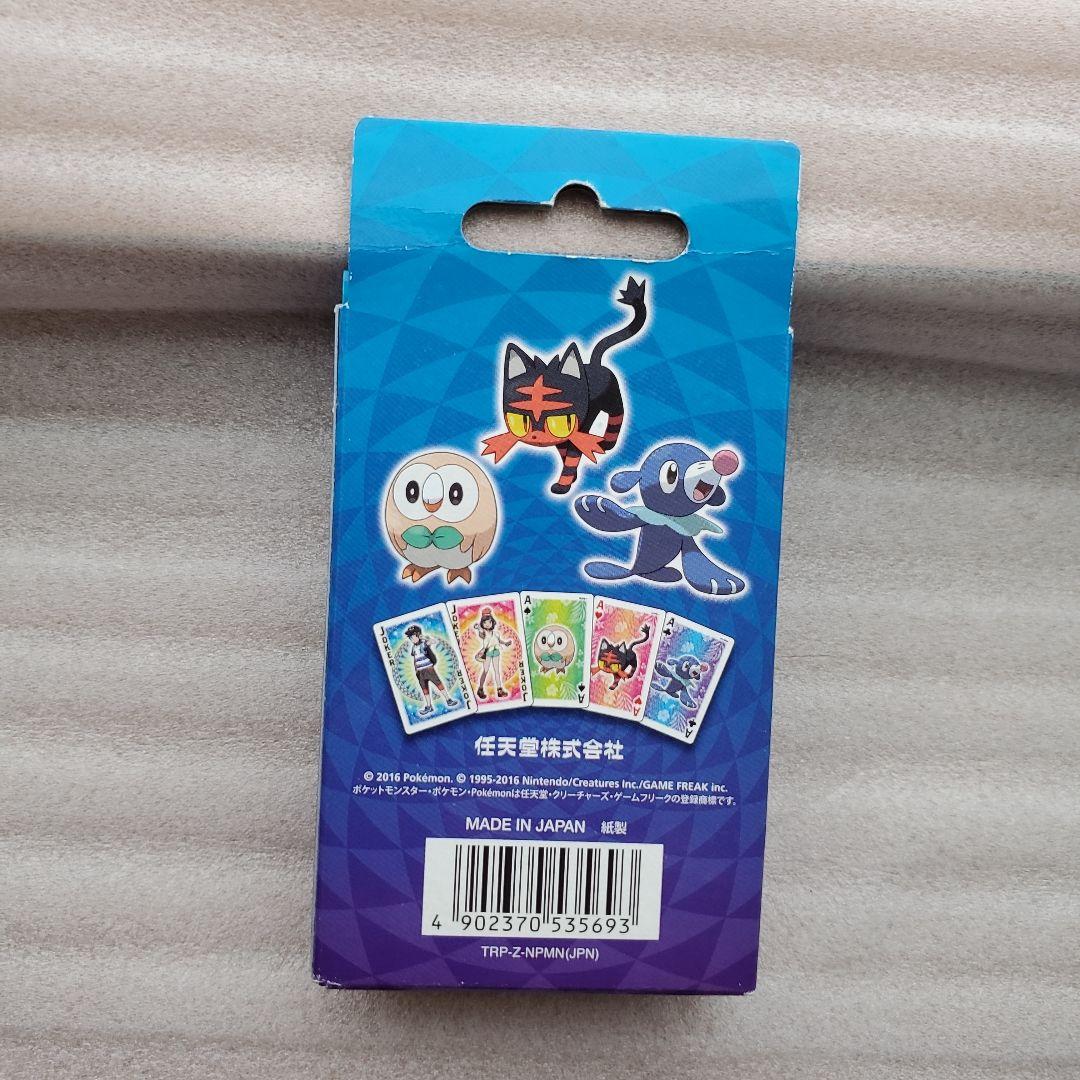 JOKER
JOKER
JOKER
JOKER
A
A
A
A
A
A
任天堂株式会社
© 2016 Pokémon. © 1995-2016 Nintendo/Creatures Inc./GAME FREAK inc.
ポケットモンスター・ポケモン・Pokémonは任天堂・クリーチャーズ・ゲームフリークの登録商標です。
MADE IN JAPAN 紙製
4 902370 535693
TRP-Z-NPMN(JPN)